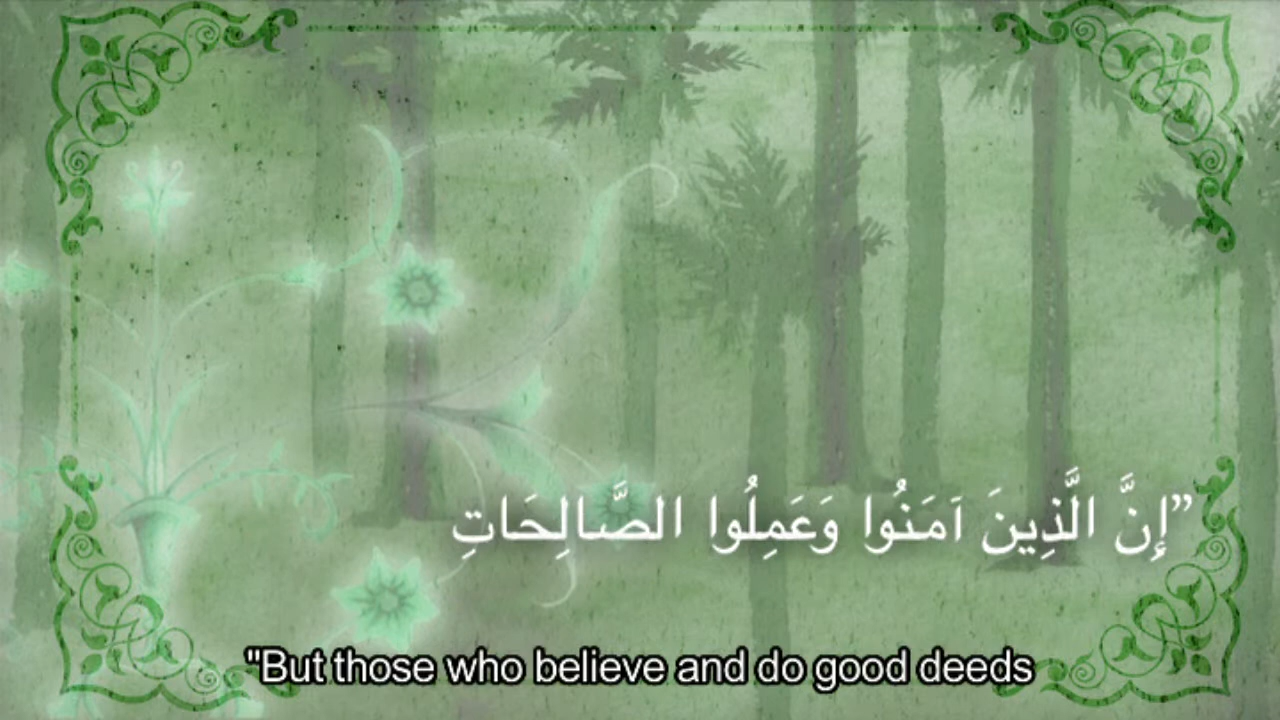 ”إِنَّ الَّذِينَ آمَنُوا وَعَمِلُوا الصَّالِحَاتِ
"But those who believe and do good deeds